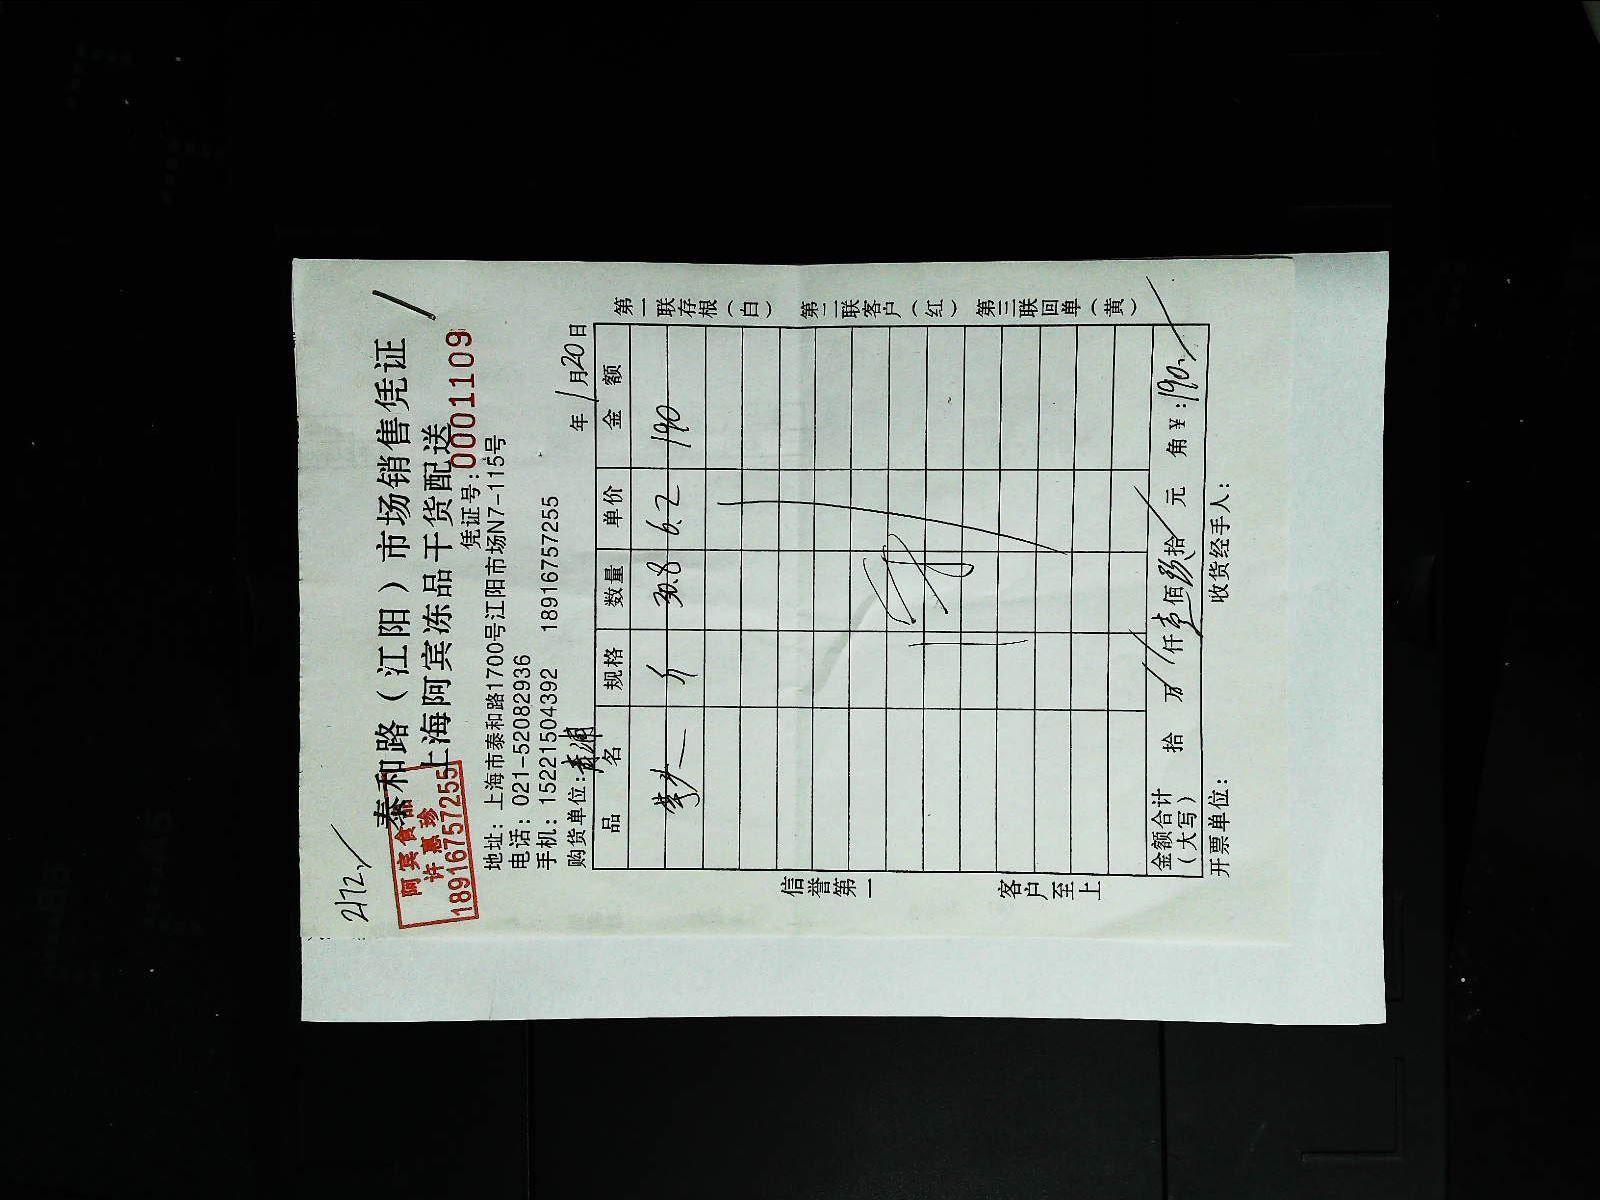 2172
泰和路（江阳）市场销售凭证
上海阿宾冻品干货配送
阿宾食品
许惠珍
18916757255
凭证号:0001109
地址: 上海市泰和路1700号江阳市场N7-115号
电话: 021-52082936
手机: 15221504392 18916757255
购货单位: 年 1月20日
品名 规格 数量 单价 金额
斤 30.8 6.2 190
金额合计（大写） 拾 万 仟壹佰玖拾 元 角 ￥:190
开票单位: 收货经手人:
信誉第一 客户至上
第一联存根（白） 第二联客户（红） 第三联回单（黄）